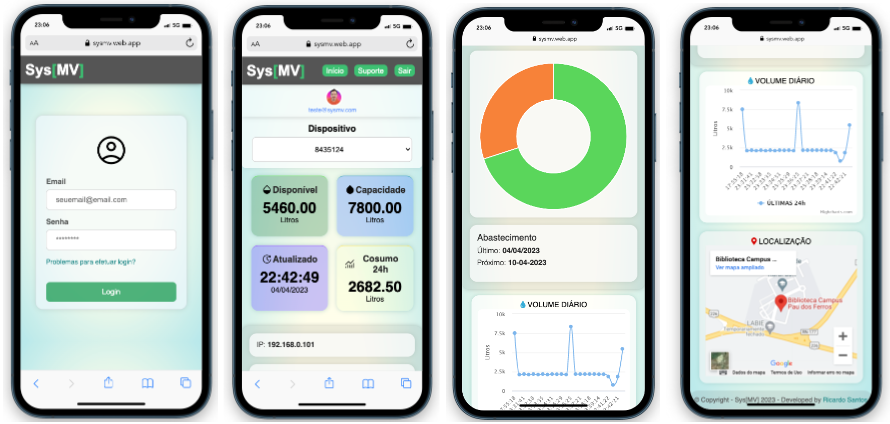 23:06
5G
AA
sysmv.web.app
Sys[MV]
Email
seuemail@email.com
Senha
********
Problemas para efetuar login?
Login
23:06
5G
AA
sysmv.web.app
Sys[MV]
Início
Suporte
Sair
teste@sysmv.com
Dispositivo
8435124
Disponível
5460.00
Litros
Capacidade
7800.00
Litros
Atualizado
22:42:49
04/04/2023
Cosumo
24h
2682.50
Litros
IP: 192.168.0.101
23:06
5G
sysmv.web.app
Abastecimento
Último: 04/04/2023
Próximo: 10-04-2023
VOLUME DIÁRIO
Litros
10k
7.5k
5k
2.5k
0
23:06
5G
sysmv.web.app
VOLUME DIÁRIO
Litros
10k
7.5k
5k
2.5k
0
ÚLTIMAS 24h
Highcharts.com
LOCALIZAÇÃO
Biblioteca Campus ...
Ver mapa ampliado
Biblioteca Campus
Pau dos Ferros
LABIE
Temporariamente
fechado
Google
Dados do mapa
Termos de Uso
Informar erro no mapa
© Copyright - Sys[MV] 2023 - Developed by Ricardo Santos